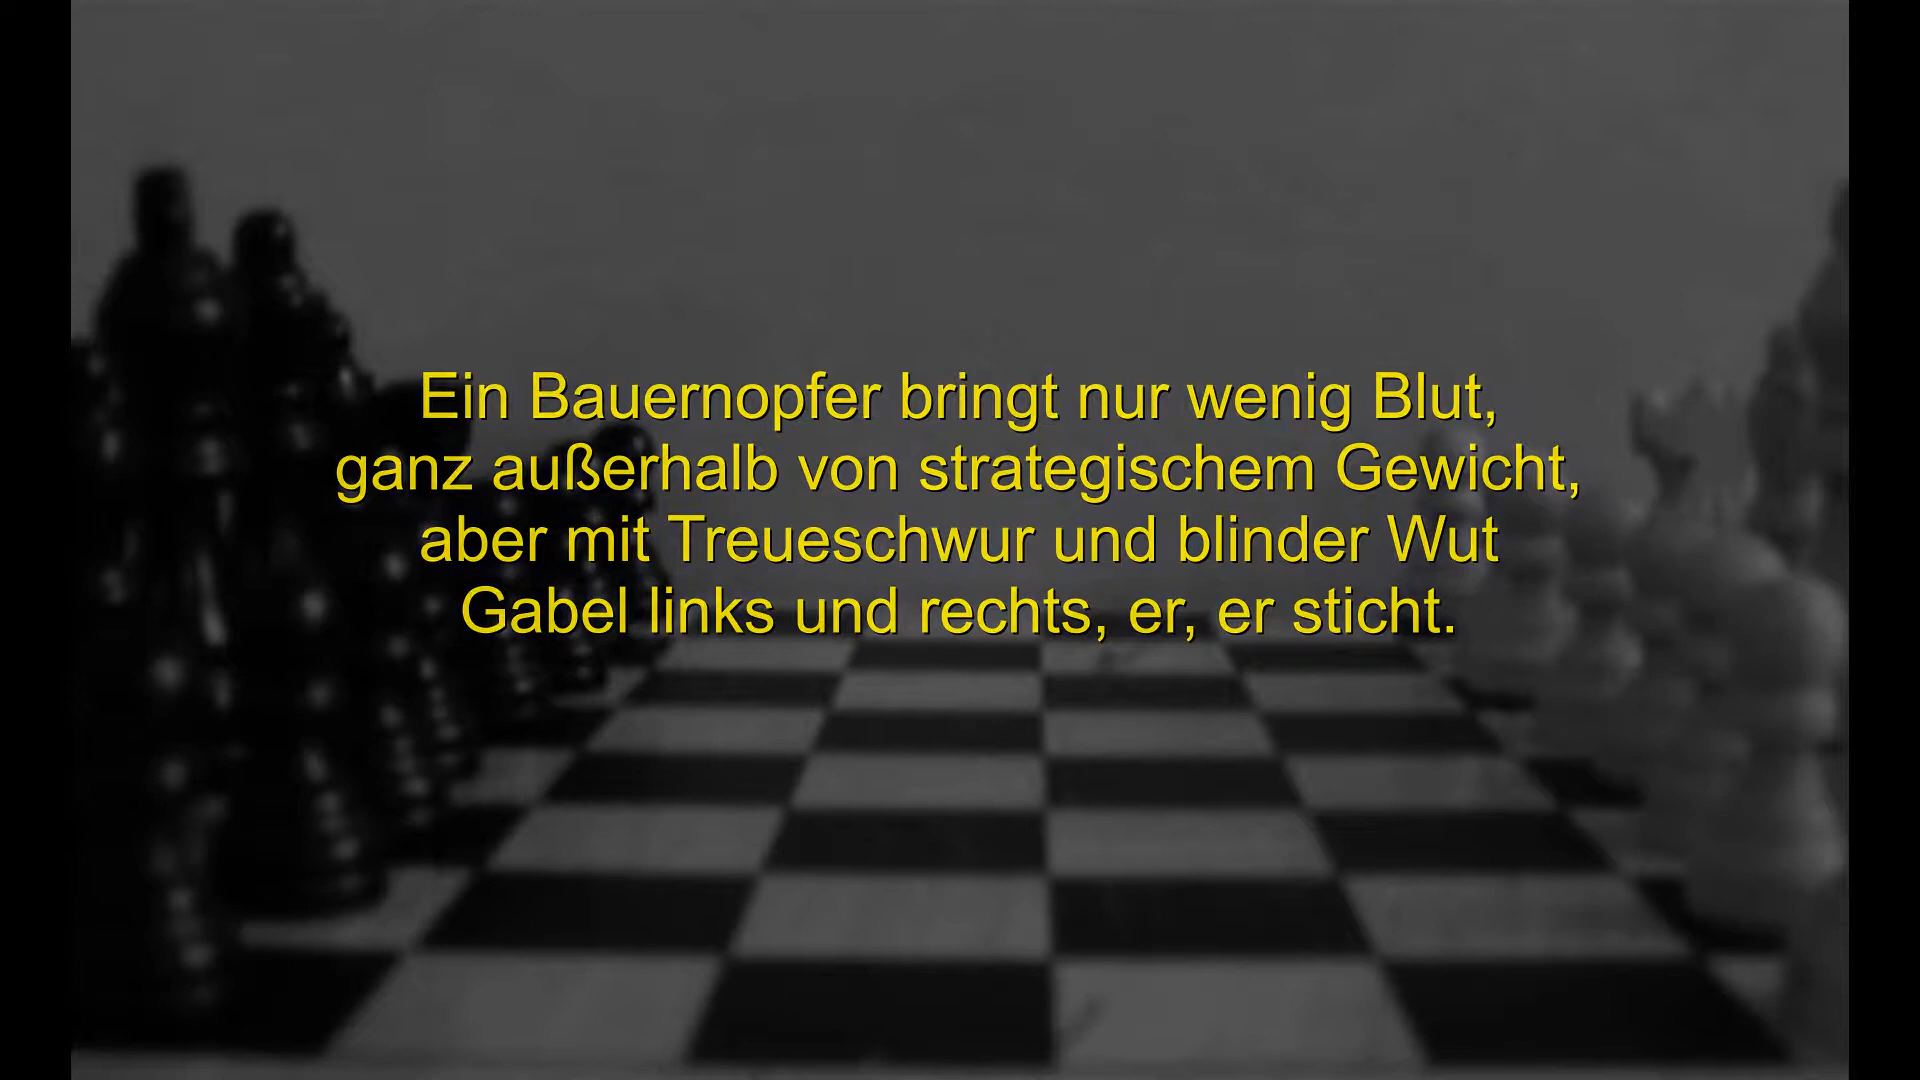 Ein Bauernopfer bringt nur wenig Blut,
ganz außerhalb von strategischem Gewicht,
aber mit Treueschwur und blinder Wut
Gabel links und rechts, er, er sticht.